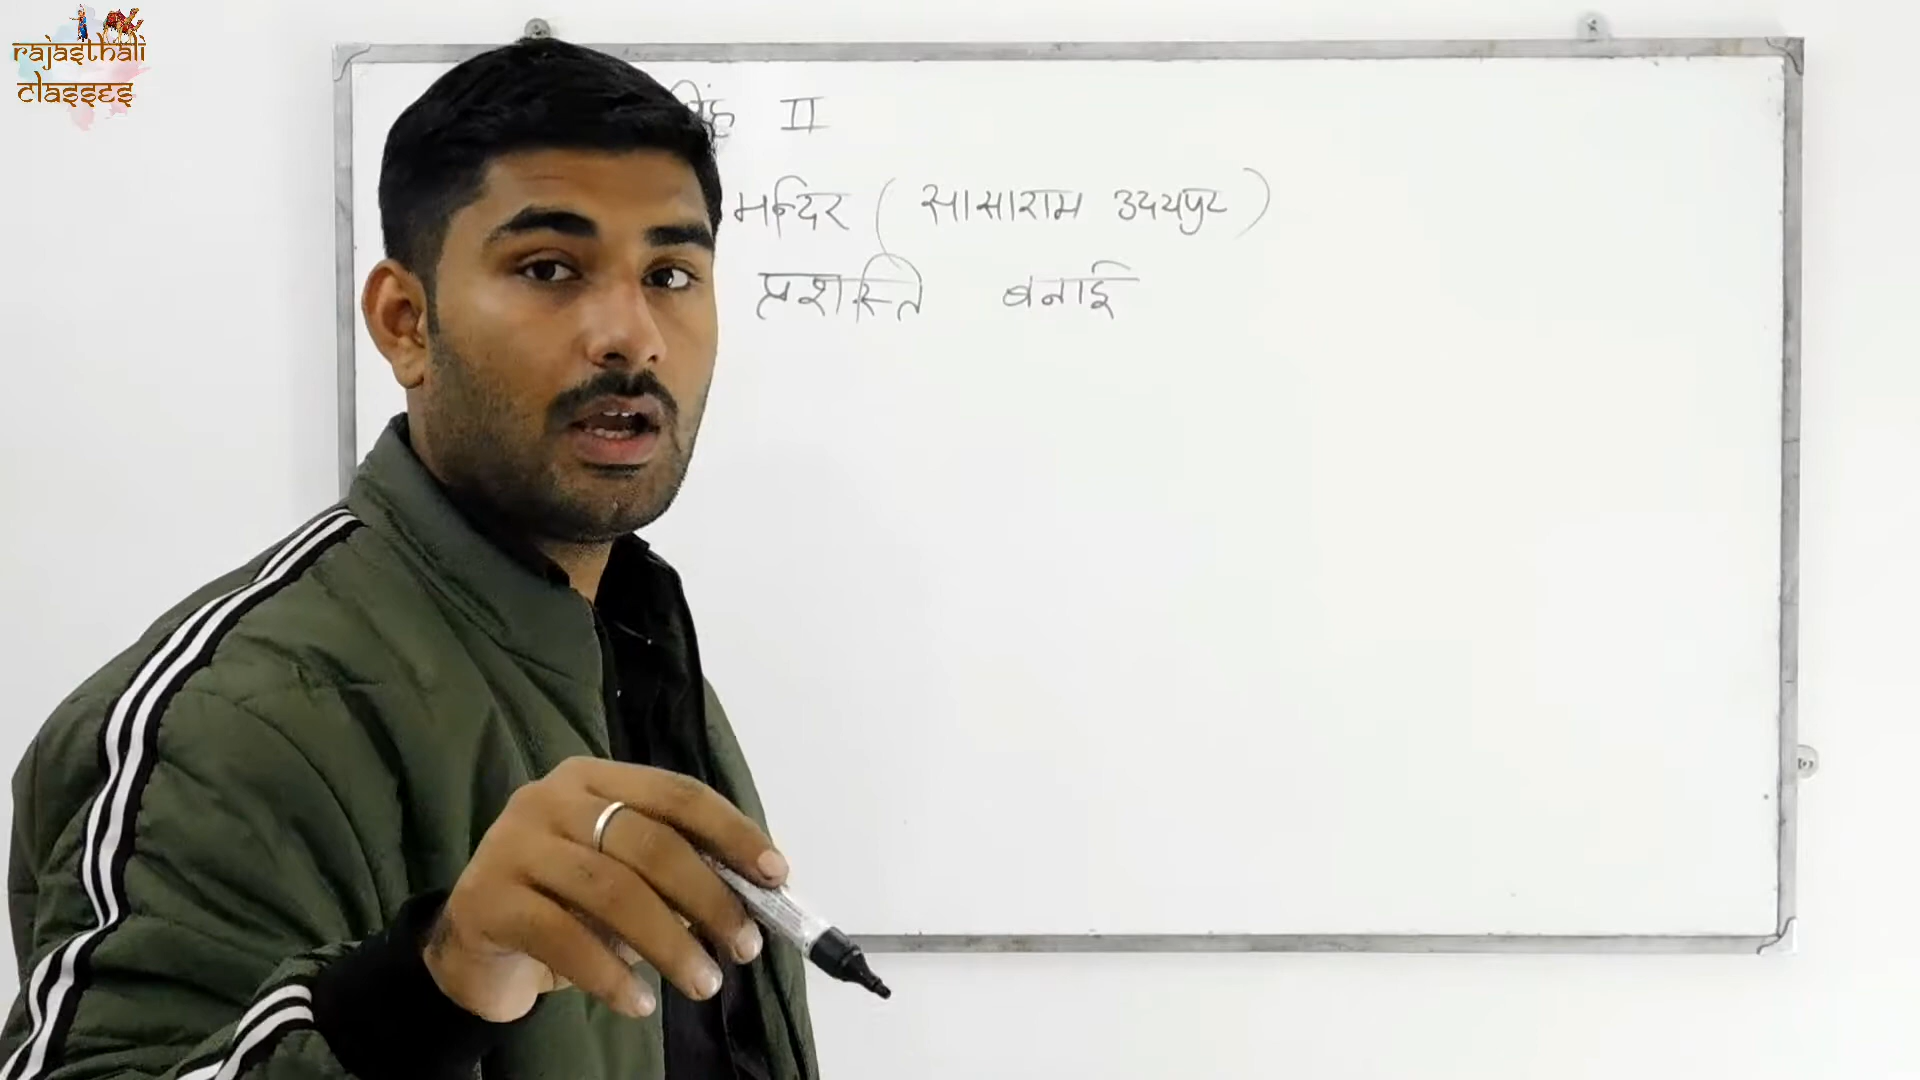 rajasthali
classes
II
मन्दिर (सासाराम उदयपुर)
प्रशस्ति बनाई